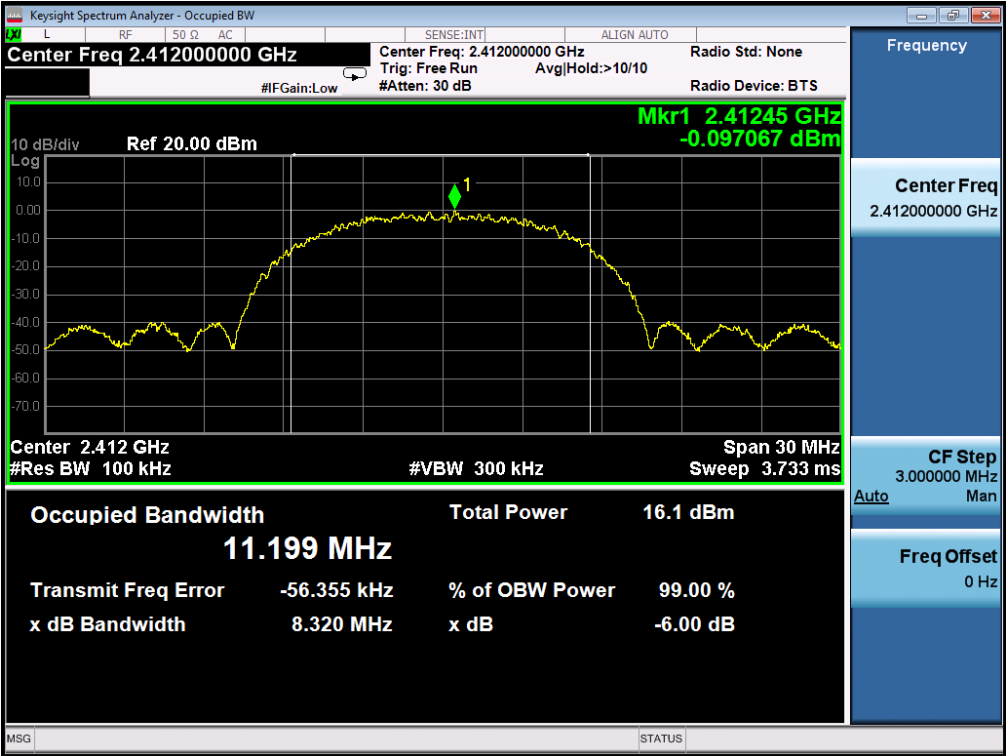 Keysight Spectrum Analyzer - Occupied BW
LXI L RF 50 Ω AC SENSE:INT ALIGN AUTO
Center Freq 2.412000000 GHz
Center Freq: 2.412000000 GHz Radio Std: None
Trig: Free Run Avg|Hold:>10/10
#IFGain:Low #Atten: 30 dB Radio Device: BTS
Mkr1 2.41245 GHz
-0.097067 dBm
10 dB/div Ref 20.00 dBm
Log
10.0
0.00
-10.0
-20.0
-30.0
-40.0
-50.0
-60.0
-70.0
1
Center 2.412 GHz Span 30 MHz
#Res BW 100 kHz #VBW 300 kHz Sweep 3.733 ms
Occupied Bandwidth Total Power 16.1 dBm
11.199 MHz
Transmit Freq Error -56.355 kHz % of OBW Power 99.00 %
x dB Bandwidth 8.320 MHz x dB -6.00 dB
Frequency
Center Freq
2.412000000 GHz
CF Step
3.000000 MHz
Auto Man
Freq Offset
0 Hz
MSG STATUS